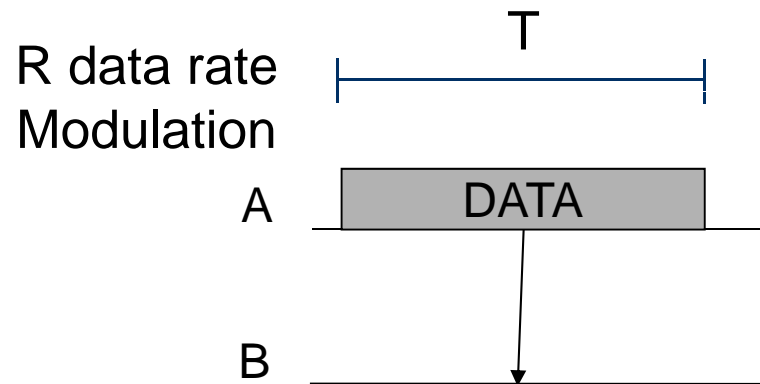 T
R data rate
Modulation
A
DATA
B